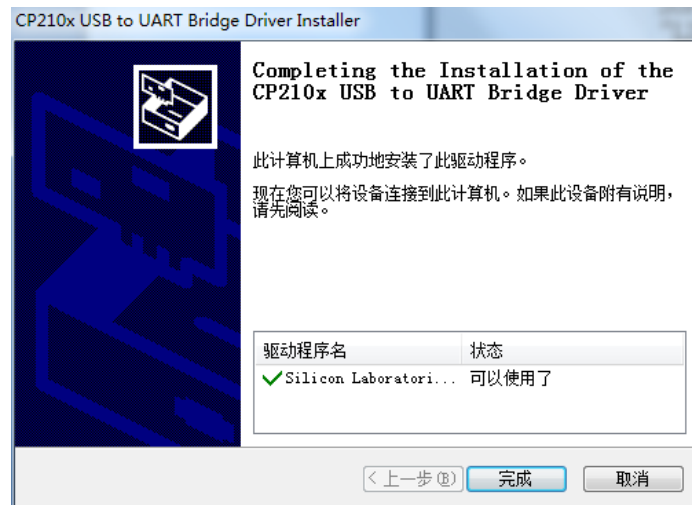 CP210x USB to UART Bridge Driver Installer
Completing the Installation of the
CP210x USB to UART Bridge Driver
此计算机上成功地安装了此驱动程序。
现在您可以将设备连接到此计算机。如果此设备附有说明，
请先阅读。
驱动程序名 状态
Silicon Laboratori... 可以使用了
< 上一步(B) 完成 取消